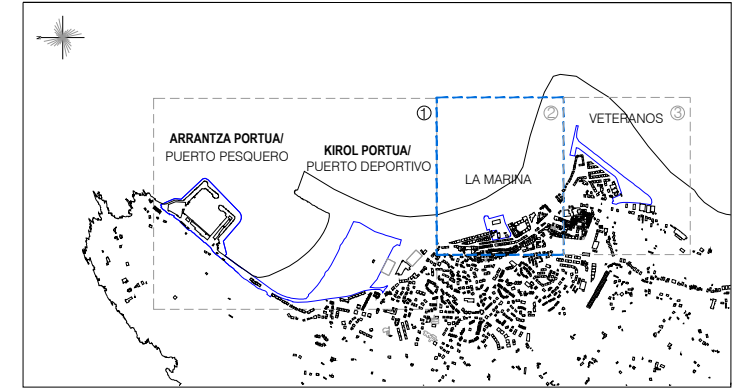 ①
②
③
ARRANTZA PORTUA/
PUERTO PESQUERO
KIROL PORTUA/
PUERTO DEPORTIVO
LA MARINA
VETERANOS